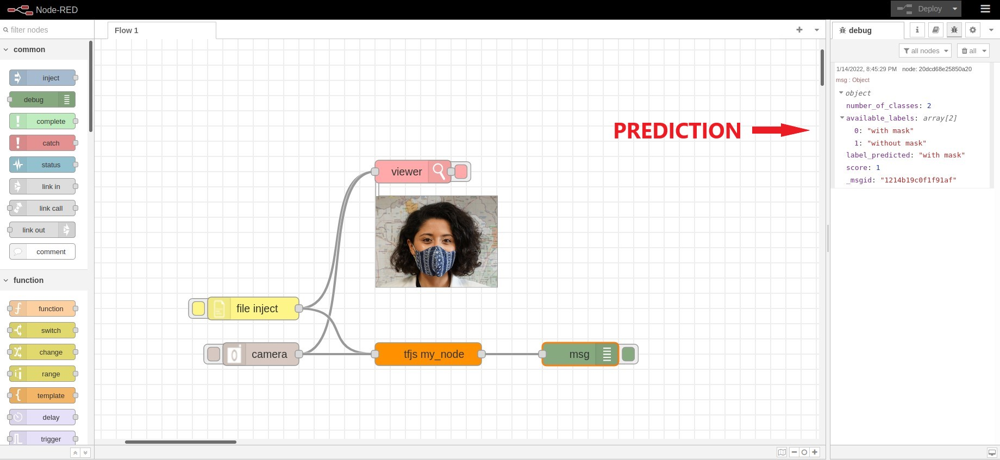 Node-RED
Deploy
filter nodes
Flow 1
debug
i
common
all nodes
all
inject
debug
complete
catch
status
link in
link call
link out
comment
function
function
switch
change
range
template
delay
trigger
viewer
file inject
camera
tfjs my_node
msg
PREDICTION
1/14/2022, 8:45:29 PM node: 20dcd68e25850a20
msg : Object
object
number_of_classes: 2
available_labels: array[2]
0: "with mask"
1: "without mask"
label_predicted: "with mask"
score: 1
_msgid: "1214b19c0f1f91af"